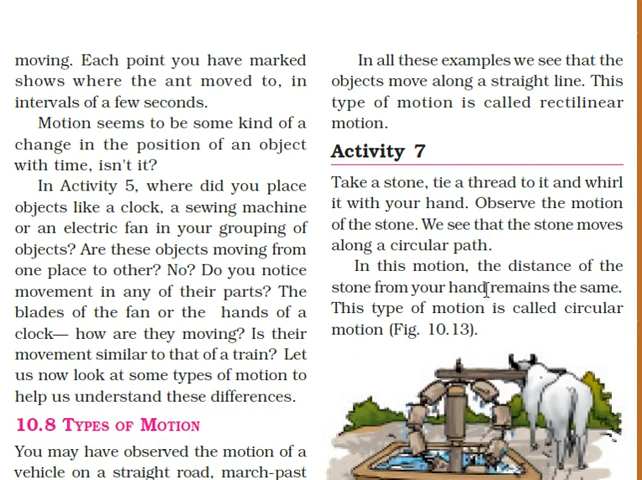 moving. Each point you have marked
shows where the ant moved to, in
intervals of a few seconds.
Motion seems to be some kind of a
change in the position of an object
with time, isn't it?
In Activity 5, where did you place
objects like a clock, a sewing machine
or an electric fan in your grouping of
objects? Are these objects moving from
one place to other? No? Do you notice
movement in any of their parts? The
blades of the fan or the hands of a
clock— how are they moving? Is their
movement similar to that of a train? Let
us now look at some types of motion to
help us understand these differences.
10.8 TYPES OF MOTION
You may have observed the motion of a
vehicle on a straight road, march-past
In all these examples we see that the
objects move along a straight line. This
type of motion is called rectilinear
motion.
Activity 7
Take a stone, tie a thread to it and whirl
it with your hand. Observe the motion
of the stone. We see that the stone moves
along a circular path.
In this motion, the distance of the
stone from your hand remains the same.
This type of motion is called circular
motion (Fig. 10.13).